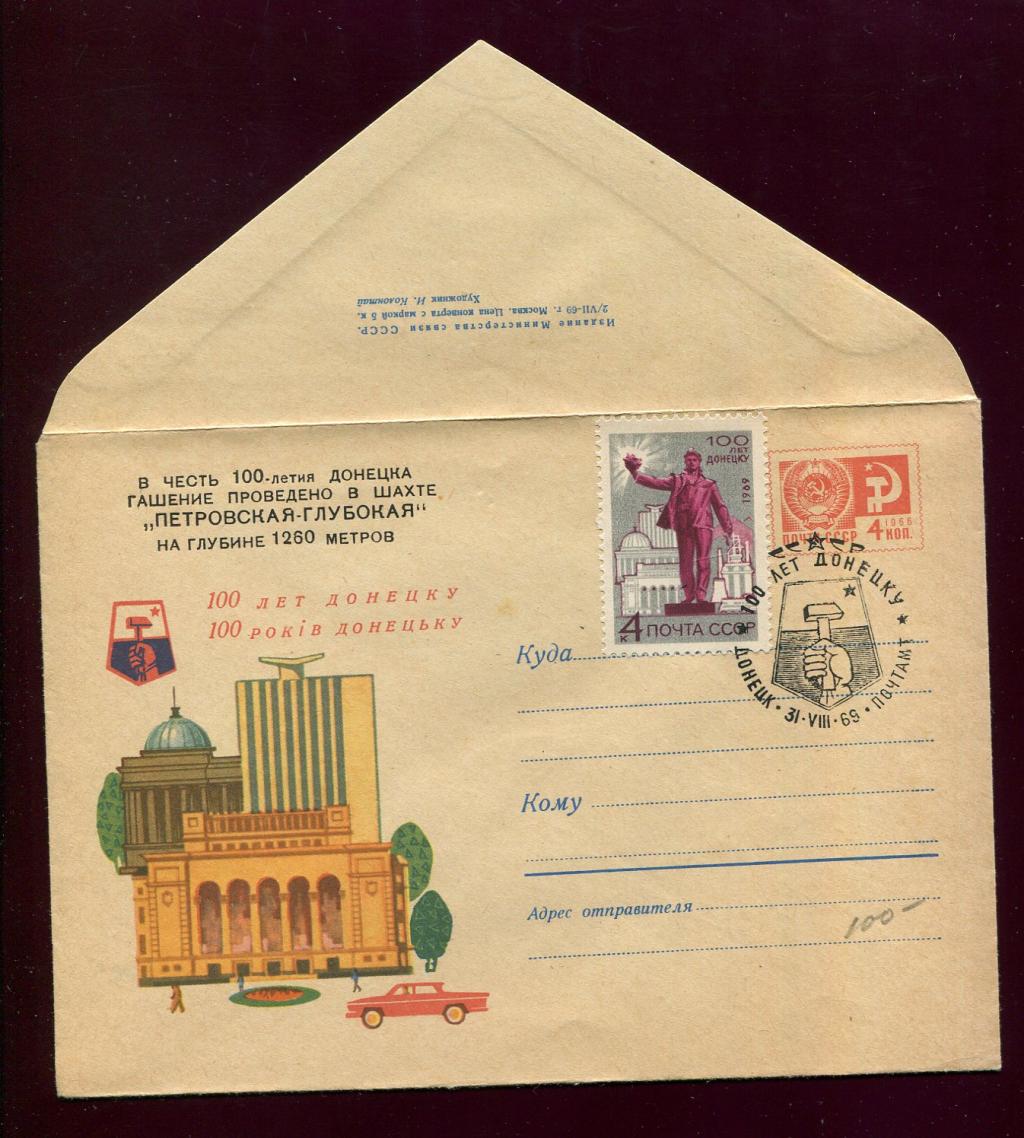 Издание Министерства связи СССР.
2/VII-69 г. Москва. Цена конверта с маркой 5 к.
Художник И. Колонтай
В ЧЕСТЬ 100-летия ДОНЕЦКА
ГАШЕНИЕ ПРОВЕДЕНО В ШАХТЕ
„ПЕТРОВСКАЯ-ГЛУБОКАЯ“
НА ГЛУБИНЕ 1260 МЕТРОВ
100 ЛЕТ ДОНЕЦКУ
100 РОКІВ ДОНЕЦЬКУ
100
ЛЕТ
ДОНЕЦКУ
1969
4 К ПОЧТА СССР
1966
ПОЧТА СССР 4 КОП.
100 ЛЕТ ДОНЕЦКУ
ДОНЕЦК · 31·VIII·69 · ПОЧТАМТ
Куда
Кому
Адрес отправителя
100-